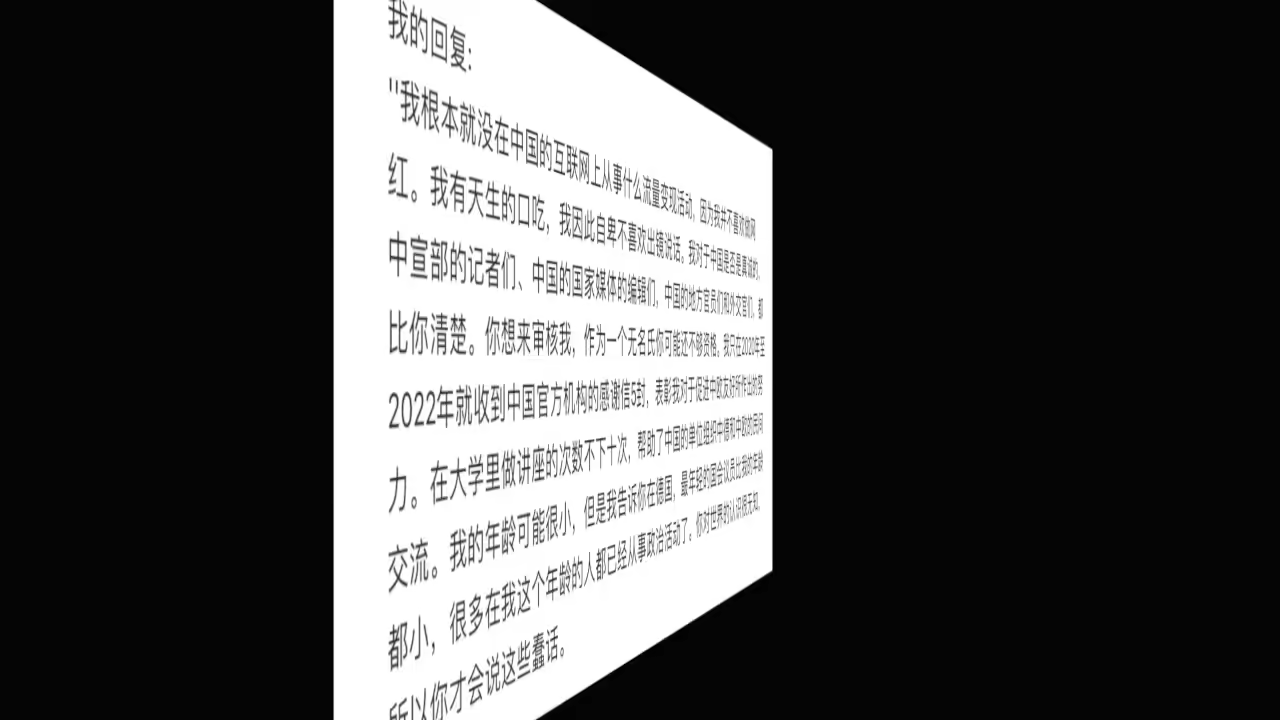 我的回复:
"我根本就没在中国的互联网上从事什么流量变现活动，因为我并不喜欢做网
红。我有天生的口吃，我因此自卑不喜欢出镜说话。我对于中国是否是真诚的，
中宣部的记者们、中国的国家媒体的编辑们，中国的地方官员们和外交官们，都
比你清楚。你想来审核我，作为一个无名氏你可能还不够资格，我只在2020年至
2022年就收到中国官方机构的感谢信5封，表彰我对于促进中欧友好所作出的努
力。在大学里做讲座的次数不下十次，帮助了中国的单位组织中德和中欧的民间
交流。我的年龄可能很小，但是我告诉你在德国，最年轻的国会议员比我的年龄
都小，很多在我这个年龄的人都已经从事政治活动了。你对世界的认识很无知，
所以你才会说这些蠢话。